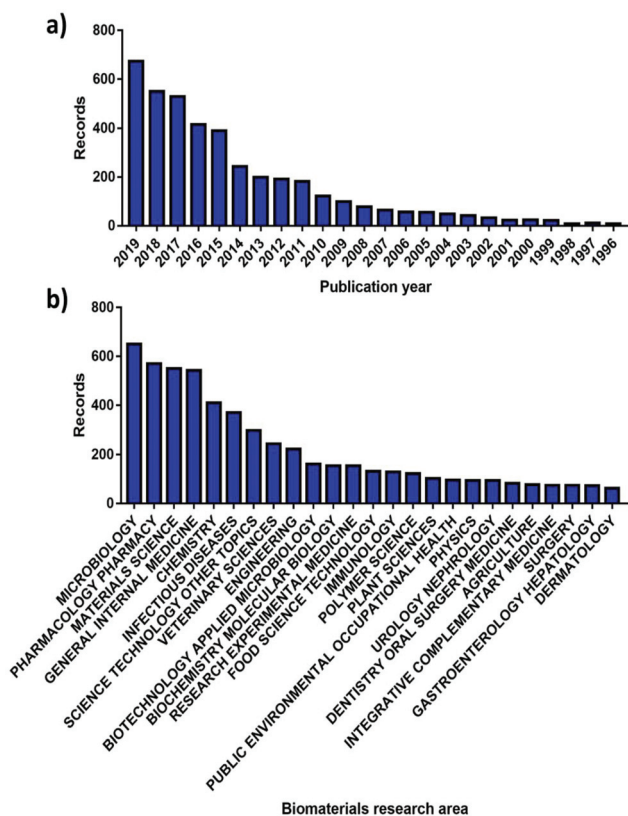 a)
800
600
400
200
0
Records
2019
2018
2017
2016
2015
2014
2013
2012
2011
2010
2009
2008
2007
2006
2005
2004
2003
2002
2001
2000
1999
1998
1997
1996
Publication year
b)
800
600
400
200
0
Records
MICROBIOLOGY
PHARMACOLOGY PHARMACY
MATERIALS SCIENCE
GENERAL INTERNAL MEDICINE
CHEMISTRY
INFECTIOUS DISEASES
SCIENCE TECHNOLOGY OTHER TOPICS
VETERINARY SCIENCES
ENGINEERING
BIOTECHNOLOGY APPLIED MICROBIOLOGY
BIOCHEMISTRY MOLECULAR BIOLOGY
RESEARCH EXPERIMENTAL MEDICINE
FOOD SCIENCE TECHNOLOGY
IMMUNOLOGY
POLYMER SCIENCE
PLANT SCIENCES
PUBLIC ENVIRONMENTAL OCCUPATIONAL HEALTH
PHYSICS
UROLOGY NEPHROLOGY
DENTISTRY ORAL SURGERY MEDICINE
AGRICULTURE
INTEGRATIVE COMPLEMENTARY MEDICINE
SURGERY
GASTROENTEROLOGY HEPATOLOGY
DERMATOLOGY
Biomaterials research area